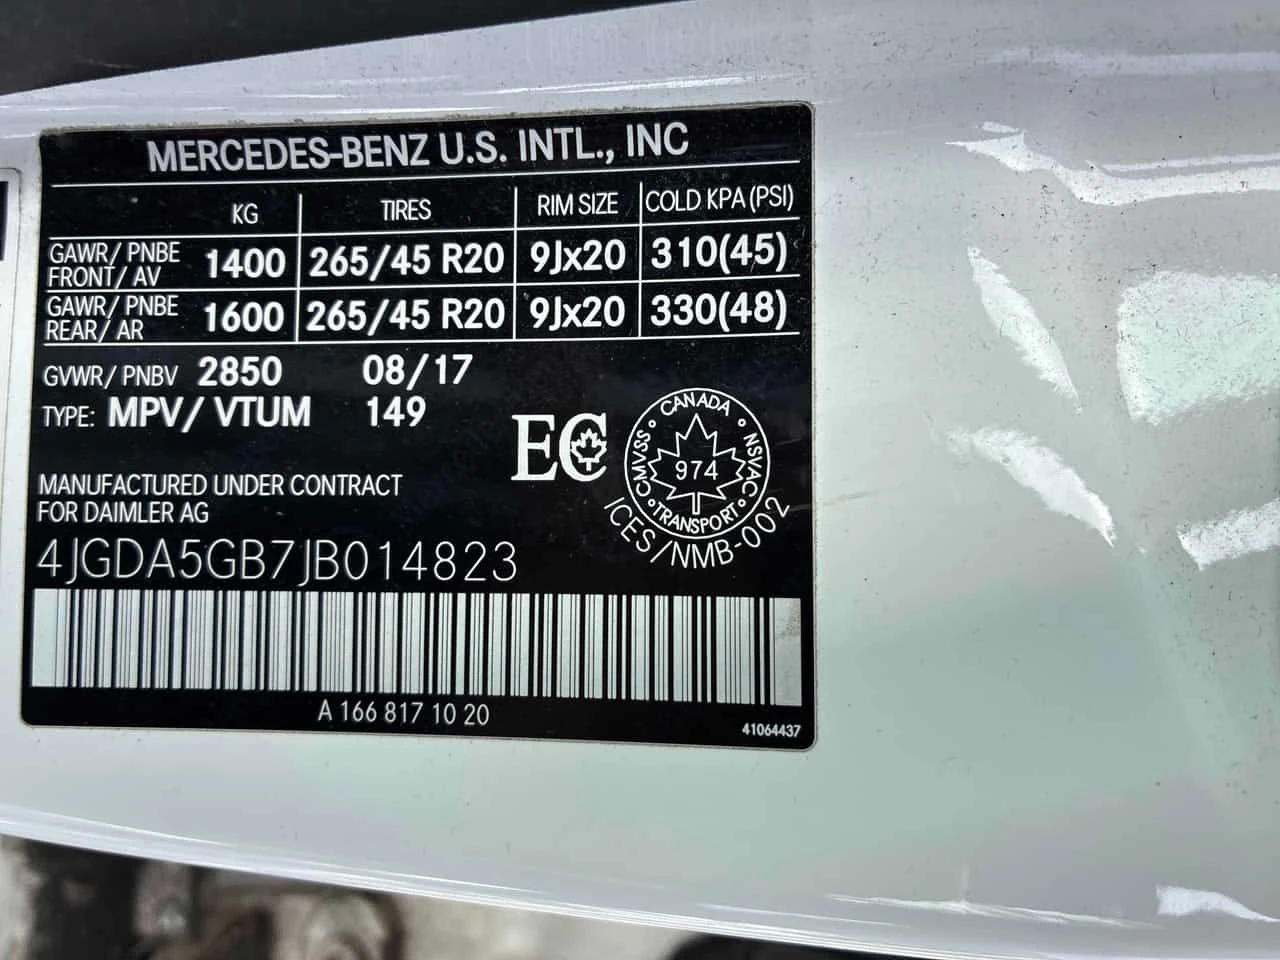 MERCEDES-BENZ U.S. INTL., INC
KG TIRES RIM SIZE COLD KPA (PSI)
GAWR/ PNBE FRONT/ AV 1400 265/45 R20 9Jx20 310(45)
GAWR/ PNBE REAR/ AR 1600 265/45 R20 9Jx20 330(48)
GVWR/ PNBV 2850 08/17
TYPE: MPV/ VTUM 149
EC
CANADA
CMVSS
974
NSVAC
TRANSPORT
ICES/NMB-002
MANUFACTURED UNDER CONTRACT
FOR DAIMLER AG
4JGDA5GB7JB014823
A 166 817 10 20
41064437